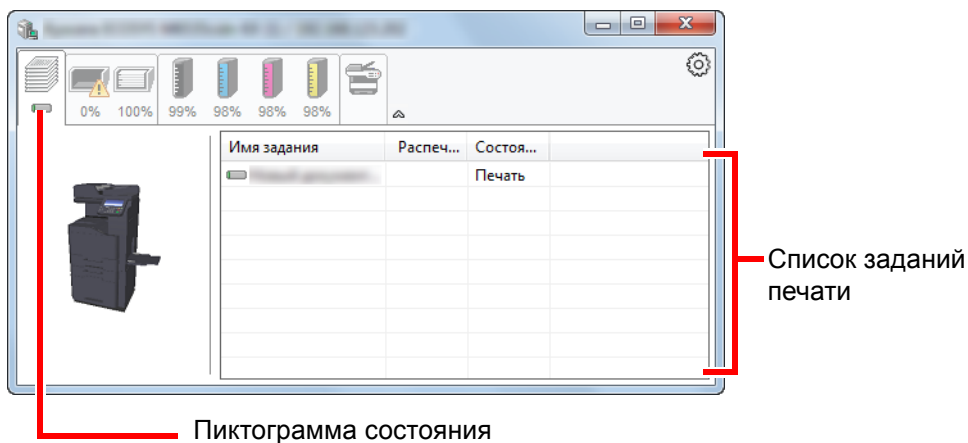 0% 100% 99% 98% 98% 98%
Имя задания Распеч... Состоя...
Печать
Список заданий
печати
Пиктограмма состояния